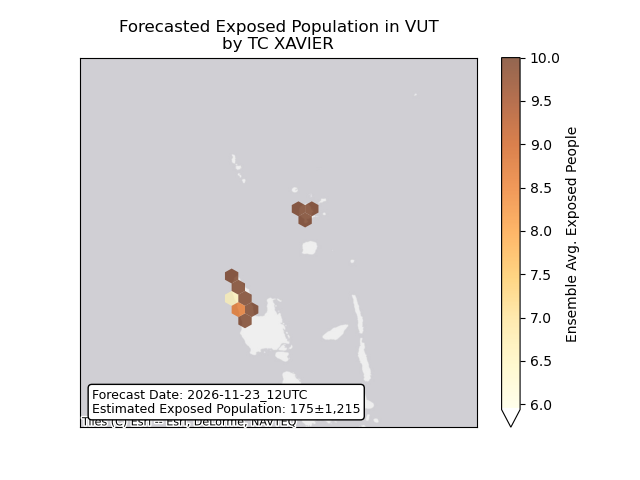 Forecasted Exposed Population in VUT
by TC XAVIER
10.0
9.5
9.0
8.5
8.0
7.5
7.0
6.5
6.0
Ensemble Avg. Exposed People
Forecast Date: 2026-11-23_12UTC
Estimated Exposed Population: 175±1,215
Tiles (C) Esri -- Esri, DeLorme, NAVTEQ